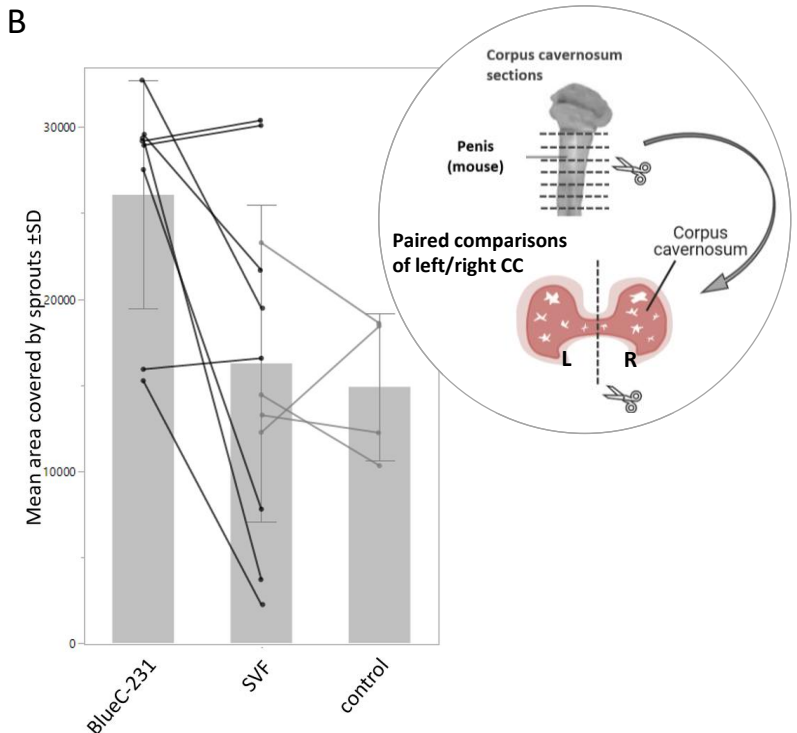 B
Corpus cavernosum
sections
Penis
(mouse)
Paired comparisons
of left/right CC
Corpus
cavernosum
L
R
Mean area covered by sprouts ±SD
30000
20000
10000
0
BlueC-231
SVF
control